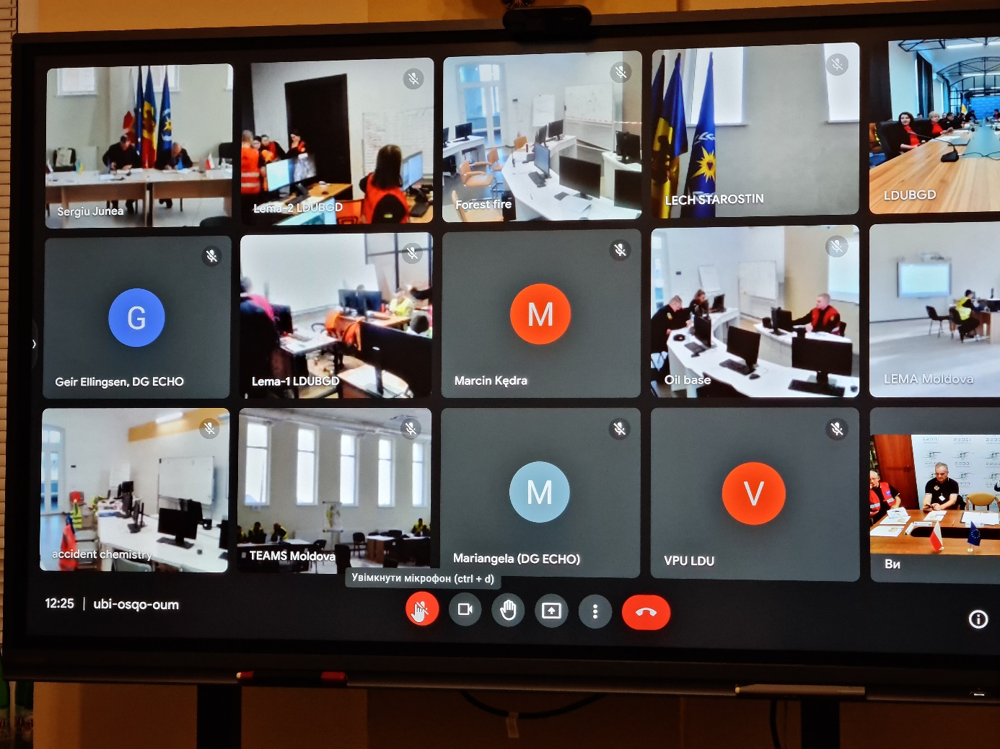 Sergiu Junea
Lema-2 LDUBGD
Forest fire
LECH STAROSTIN
LDUBGD
G
Geir Ellingsen, DG ECHO
Lema-1 LDUBGD
M
Marcin Kędra
Oil base
LEMA Moldova
accident chemistry
TEAMS Moldova
M
Mariangela (DG ECHO)
V
VPU LDU
Ви
Увімкнути мікрофон (ctrl + d)
12:25 | ubi-osqo-oum